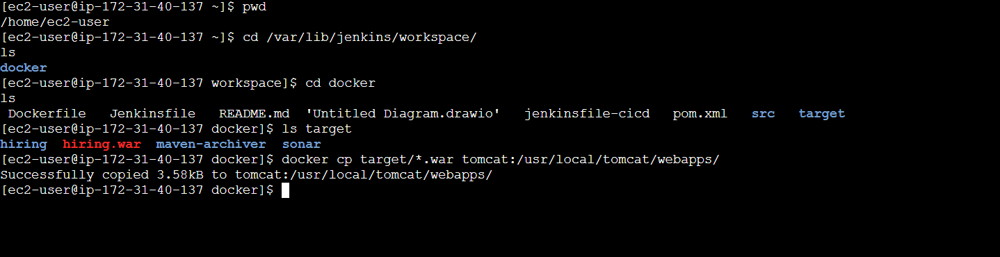 [ec2-user@ip-172-31-40-137 ~]$ pwd
/home/ec2-user
[ec2-user@ip-172-31-40-137 ~]$ cd /var/lib/jenkins/workspace/
ls
docker
[ec2-user@ip-172-31-40-137 workspace]$ cd docker
ls
Dockerfile   Jenkinsfile   README.md  'Untitled Diagram.drawio'   jenkinsfile-cicd   pom.xml   src   target
[ec2-user@ip-172-31-40-137 docker]$ ls target
hiring  hiring.war  maven-archiver  sonar
[ec2-user@ip-172-31-40-137 docker]$ docker cp target/*.war tomcat:/usr/local/tomcat/webapps/
Successfully copied 3.58kB to tomcat:/usr/local/tomcat/webapps/
[ec2-user@ip-172-31-40-137 docker]$